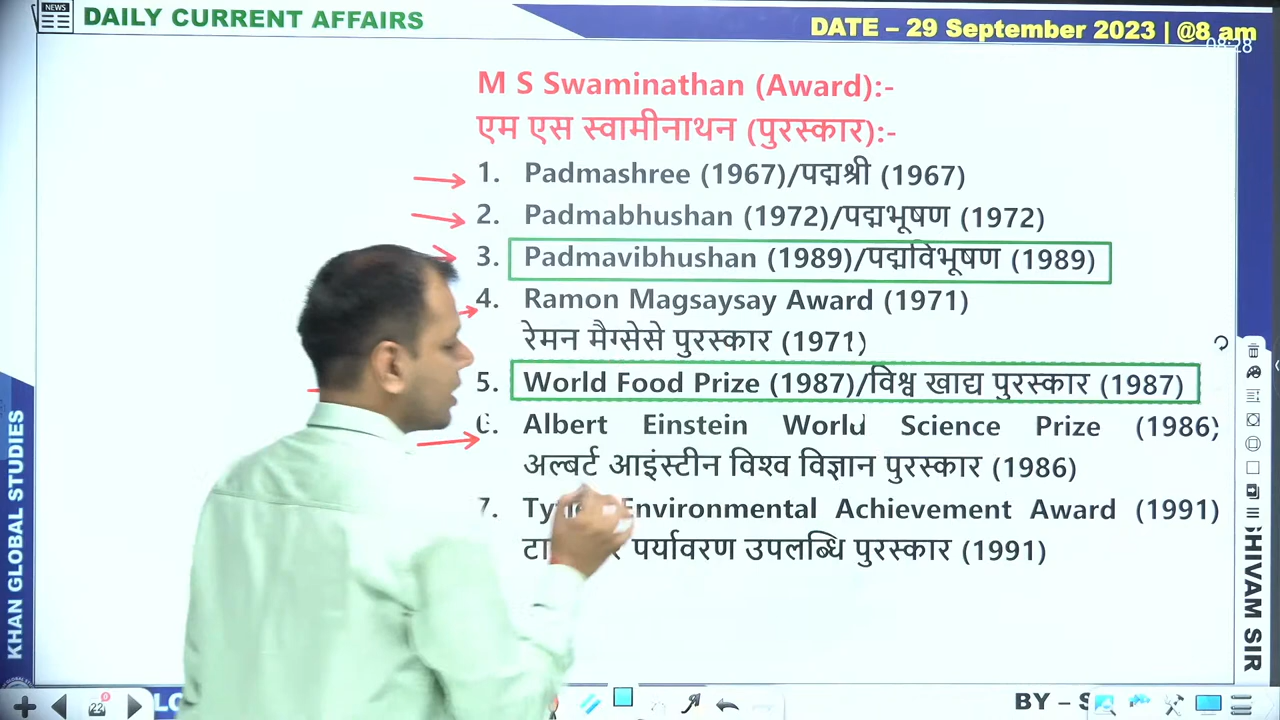 NEWS
DAILY CURRENT AFFAIRS
DATE – 29 September 2023 | @8 am
08:28
M S Swaminathan (Award):-
एम एस स्वामीनाथन (पुरस्कार):-
1. Padmashree (1967)/पद्मश्री (1967)
2. Padmabhushan (1972)/पद्मभूषण (1972)
3. Padmavibhushan (1989)/पद्मविभूषण (1989)
4. Ramon Magsaysay Award (1971)
रेमन मैग्सेसे पुरस्कार (1971)
5. World Food Prize (1987)/विश्व खाद्य पुरस्कार (1987)
6. Albert Einstein World Science Prize (1986)
अल्बर्ट आइंस्टीन विश्व विज्ञान पुरस्कार (1986)
7. Environmental Achievement Award (1991)
पर्यावरण उपलब्धि पुरस्कार (1991)
KHAN GLOBAL STUDIES
SHIVAM SIR
22
BY –